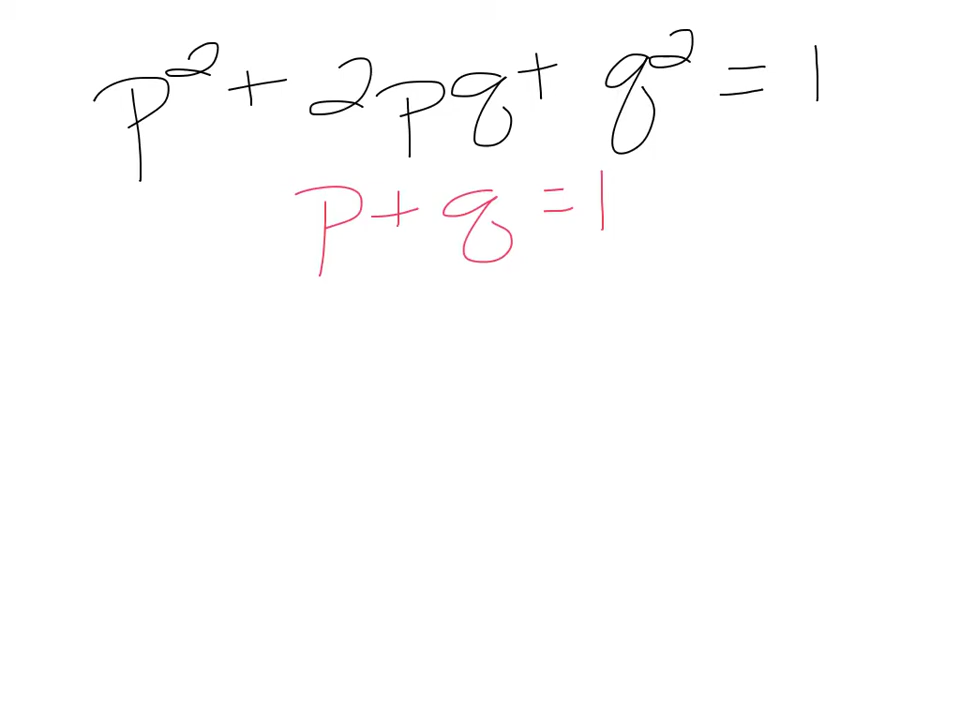 p² + 2pq + q² = 1
p + q = 1